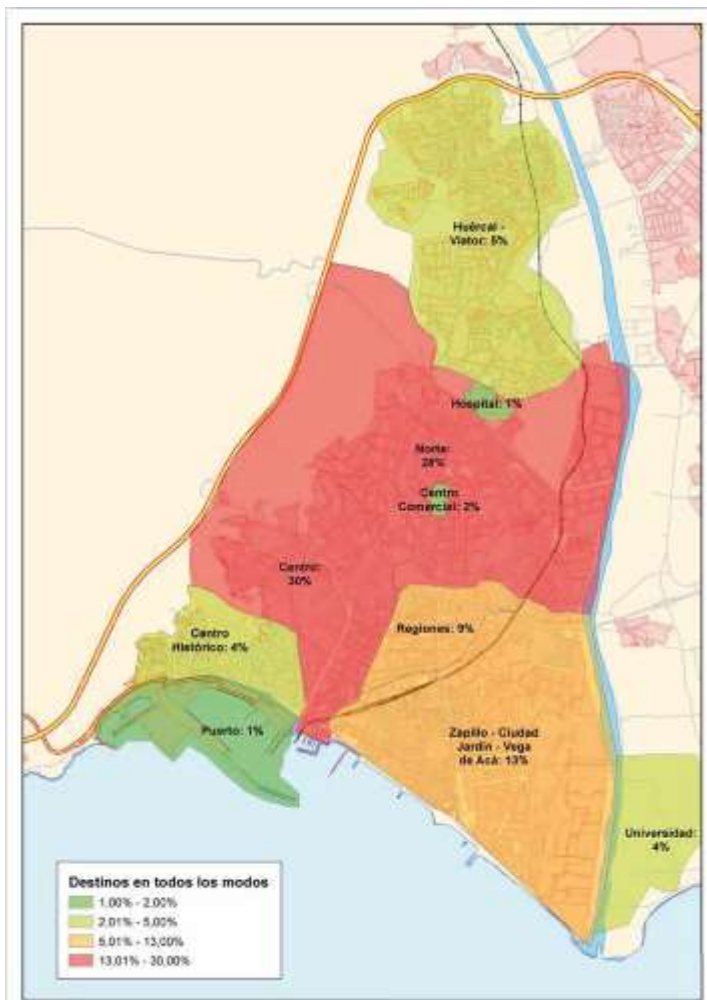 Huércal -
Viator: 5%
Hospital: 1%
Norte:
28%
Centro
Comercial: 2%
Centro:
30%
Regiones: 9%
Centro
Histórico: 4%
Puerto: 1%
Zapillo - Ciudad
Jardín - Vega
de Acá: 13%
Universidad:
4%
Destinos en todos los modos
1,00% - 2,00%
2,01% - 5,00%
5,01% - 13,00%
13,01% - 30,00%